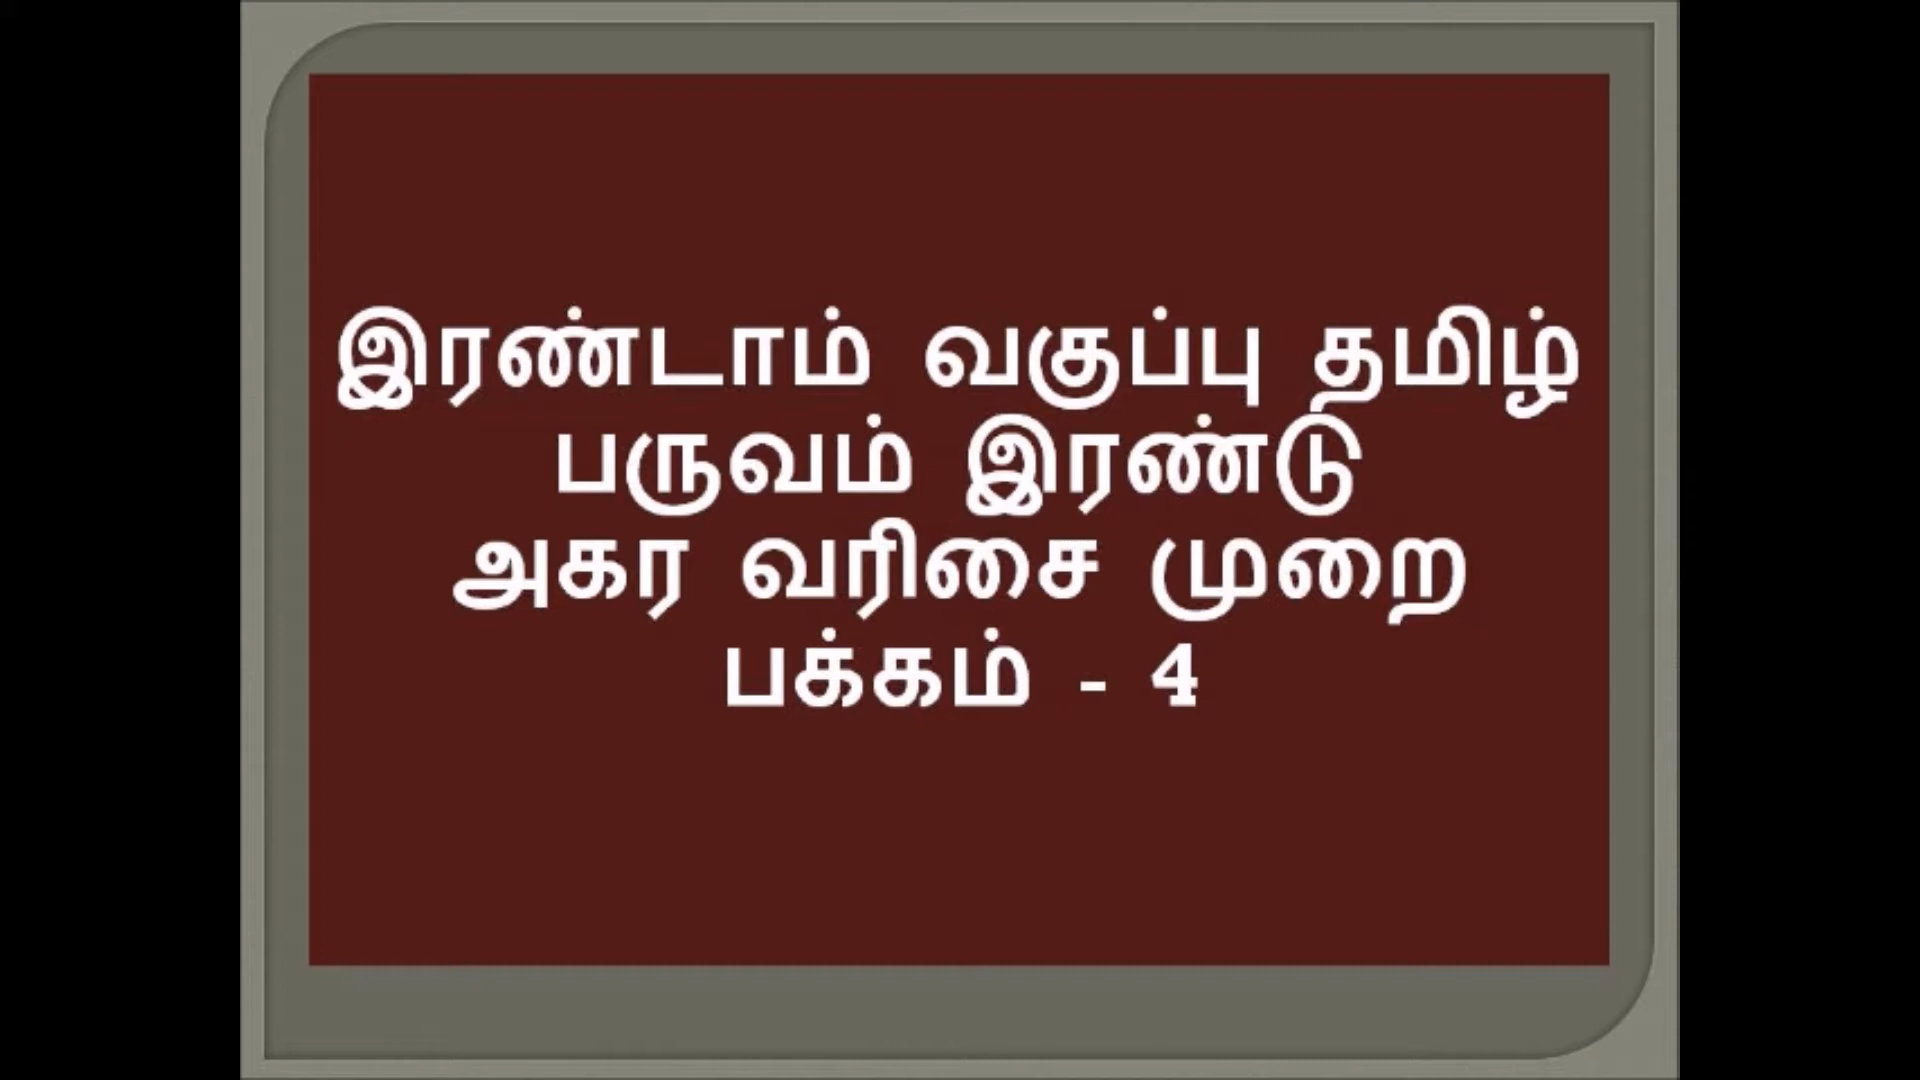 இரண்டாம் வகுப்பு தமிழ்
பருவம் இரண்டு
அகர வரிசை முறை
பக்கம் - 4